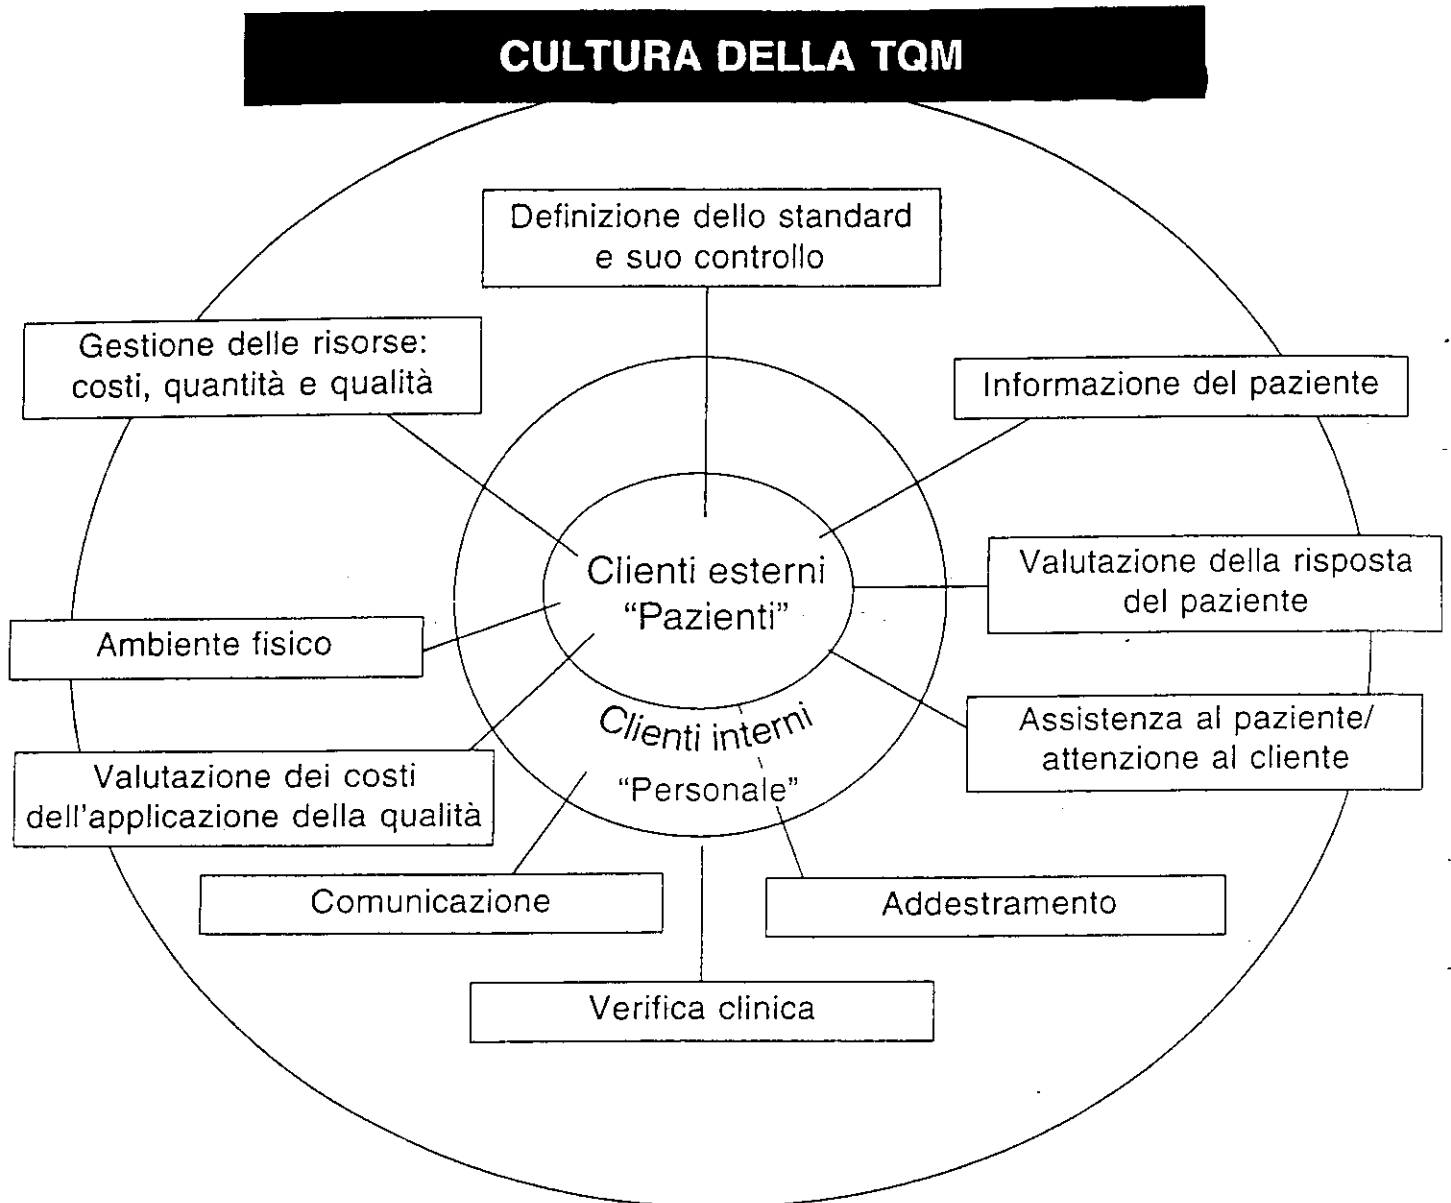 CULTURA DELLA TQM
Definizione dello standard
e suo controllo
Gestione delle risorse:
costi, quantità e qualità
Informazione del paziente
Clienti esterni
“Pazienti”
Valutazione della risposta
del paziente
Ambiente fisico
Clienti interni
“Personale”
Assistenza al paziente/
attenzione al cliente
Valutazione dei costi
dell'applicazione della qualità
Comunicazione
Addestramento
Verifica clinica